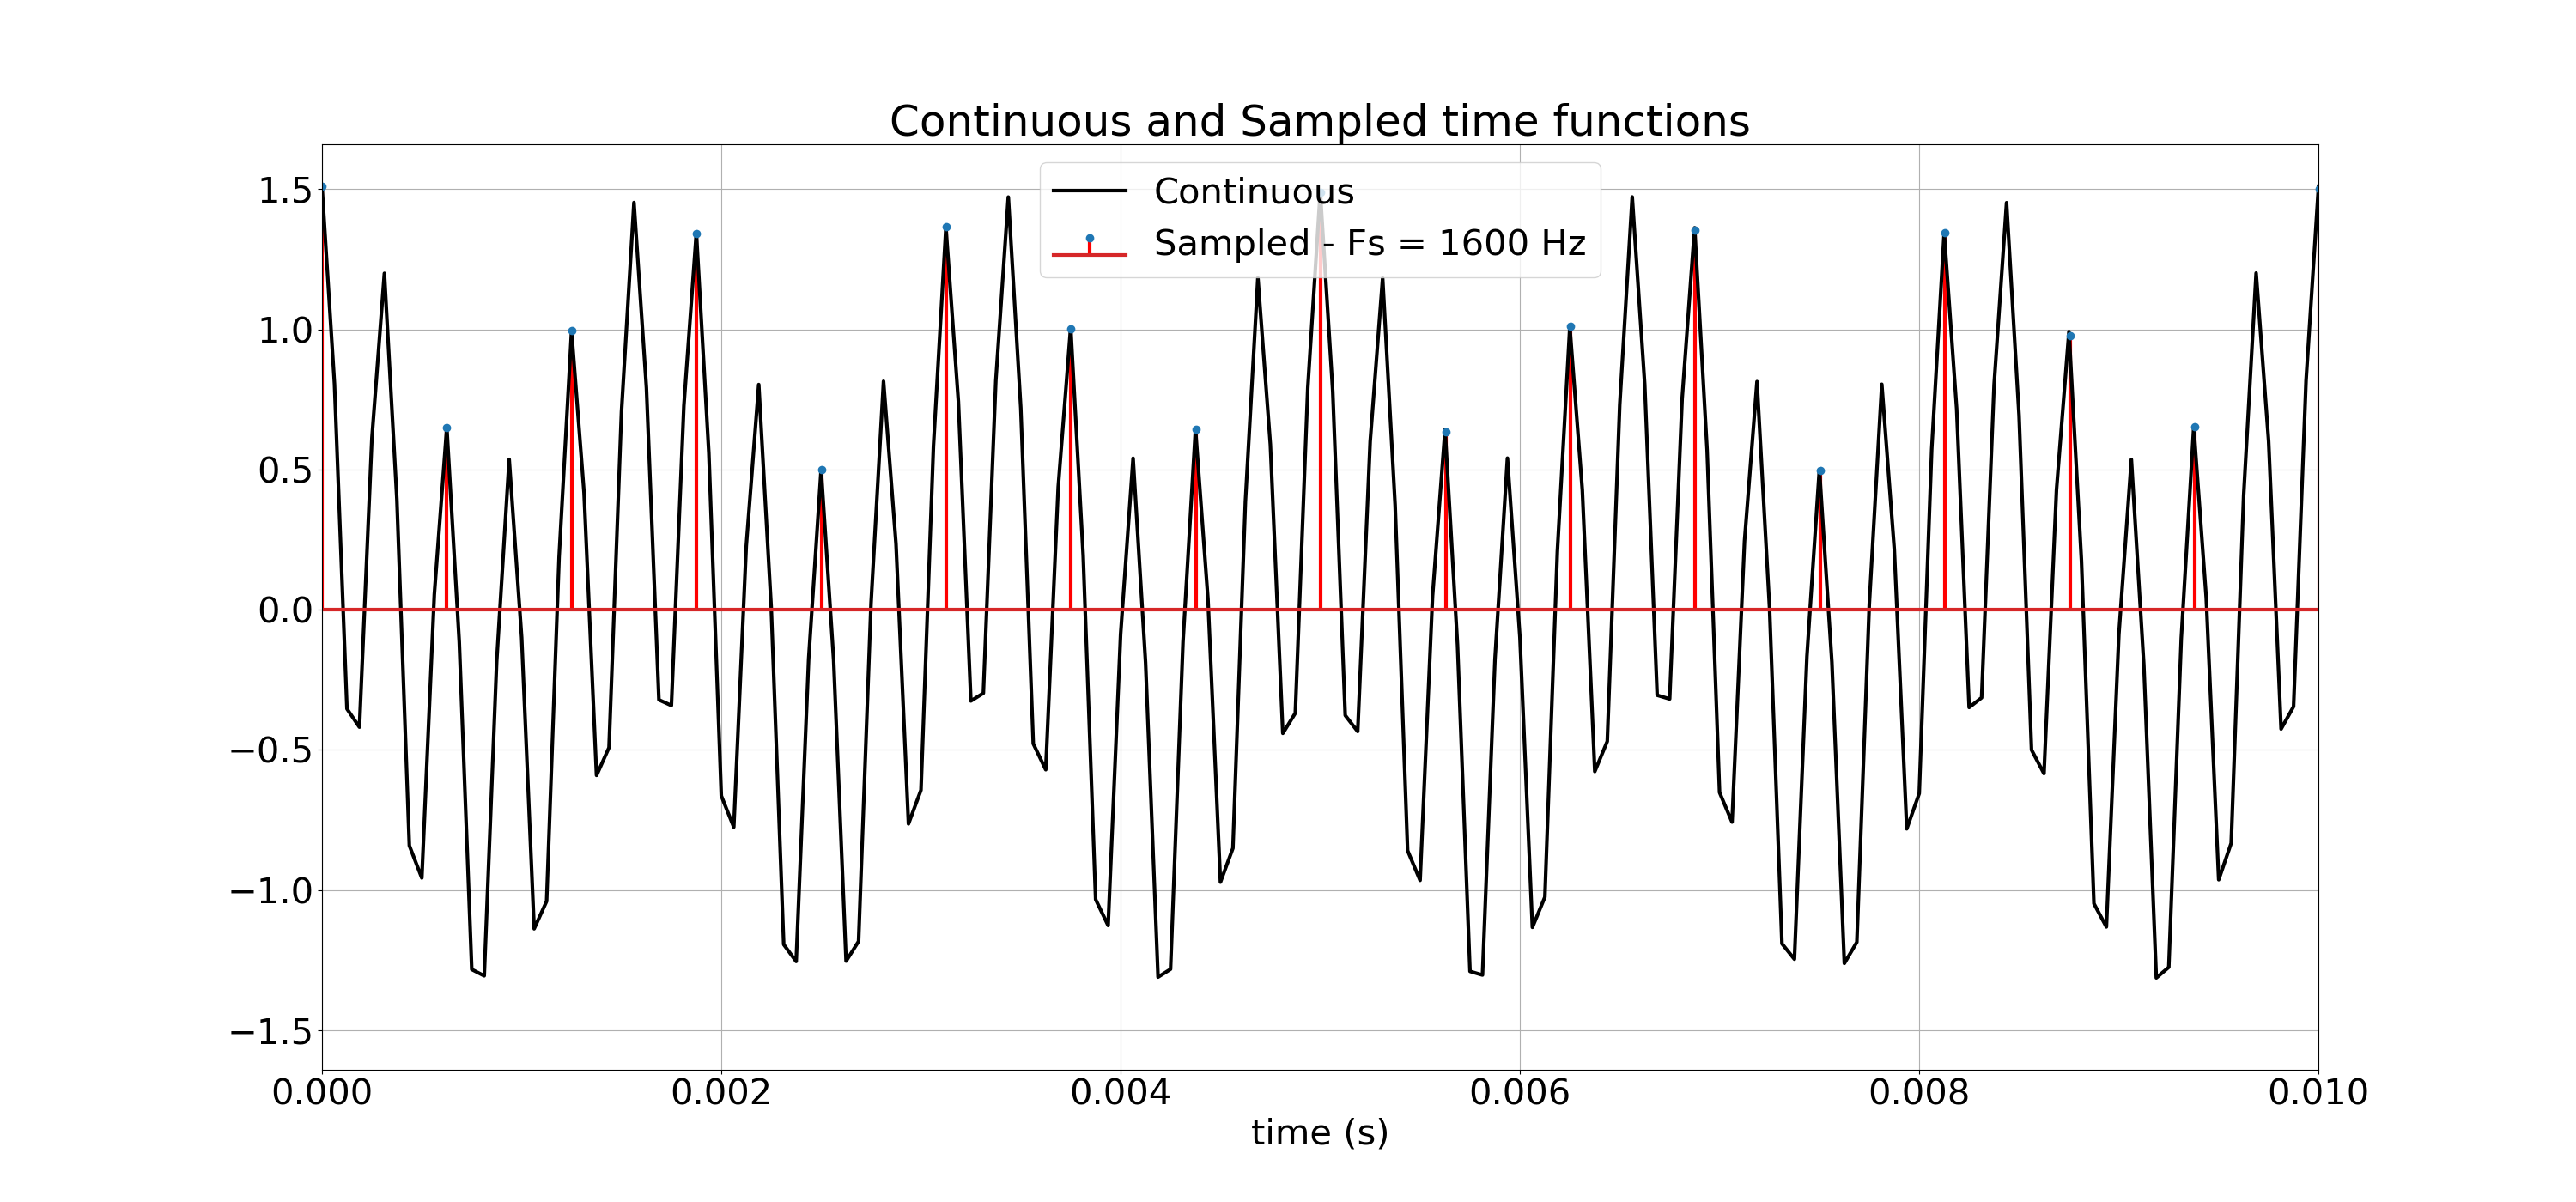 Continuous and Sampled time functions
Continuous
Sampled - Fs = 1600 Hz
1.5
1.0
0.5
0.0
−0.5
−1.0
−1.5
0.000 0.002 0.004 0.006 0.008 0.010
time (s)